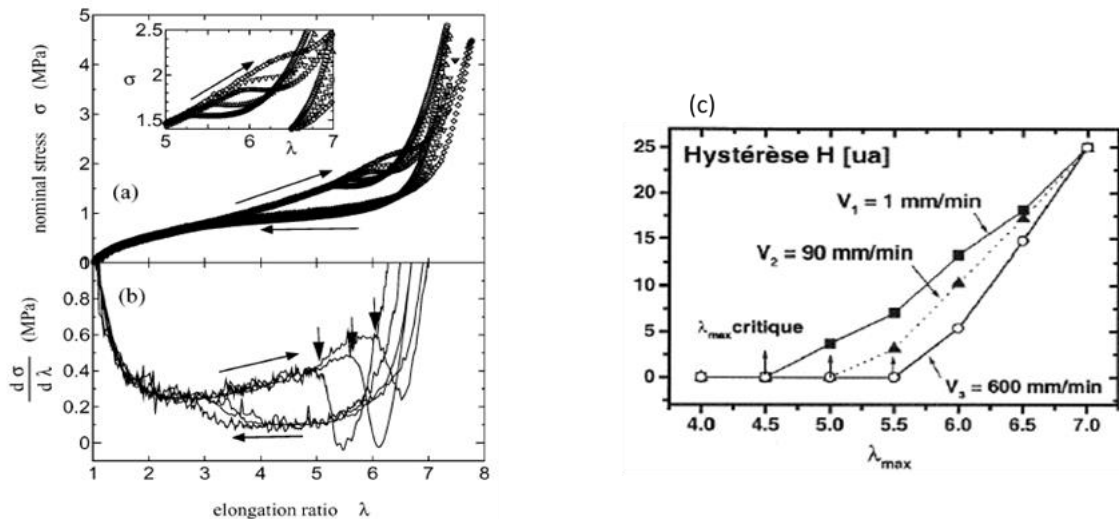 nominal stress σ (MPa)
5
4
3
2
1
0
2.5
σ 2
1.5
5 6 λ 7
(a)
dσ/dλ (MPa)
0.8
0.6
0.4
0.2
0
(b)
1 2 3 4 5 6 7 8
elongation ratio λ
(c)
Hystérèse H [ua]
25
20
15
10
5
0
V₁ = 1 mm/min
V₂ = 90 mm/min
λmax critique
V₃ = 600 mm/min
4.0 4.5 5.0 5.5 6.0 6.5 7.0
λmax